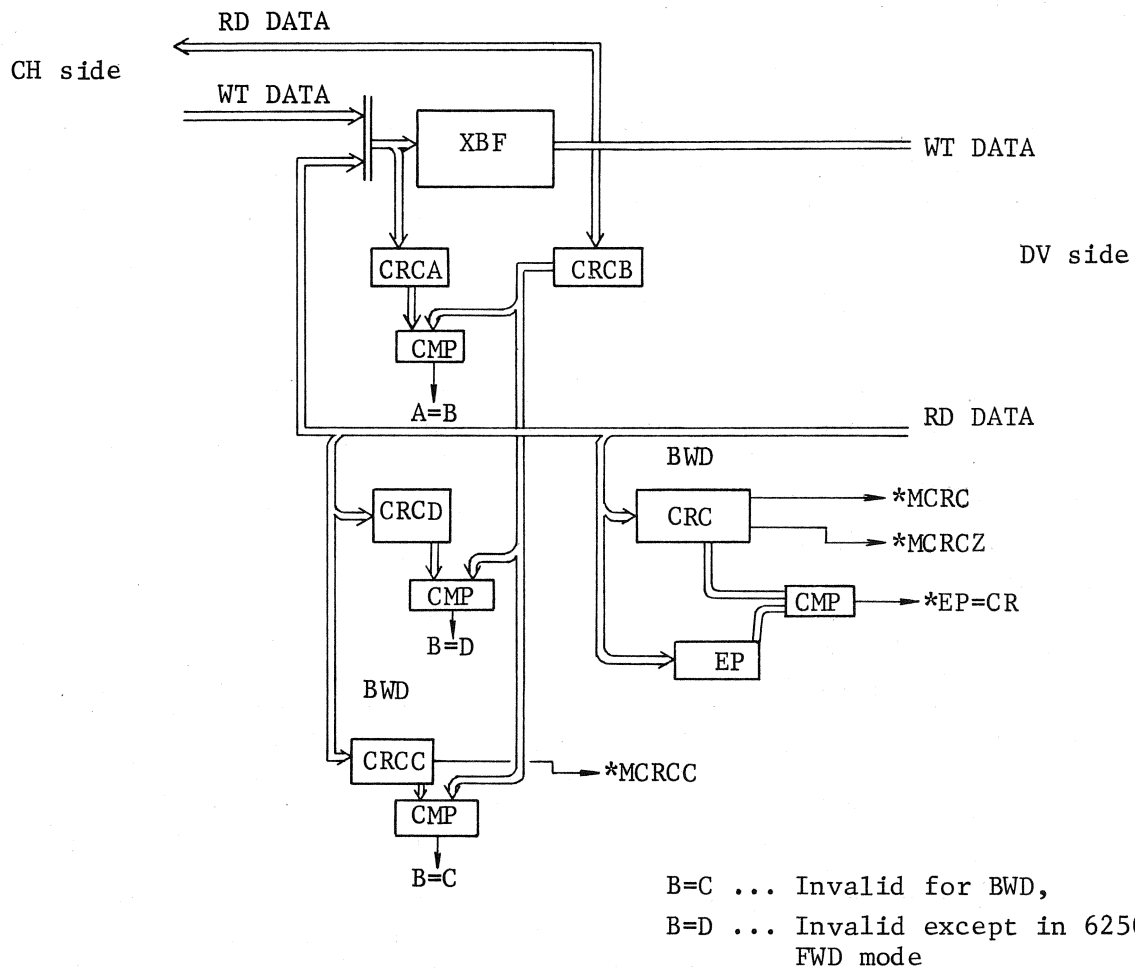 RD DATA
CH side
WT DATA
XBF
WT DATA
CRCA
CRCB
DV side
CMP
A=B
RD DATA
BWD
CRCD
CRC
*MCRC
*MCRCZ
CMP
CMP
*EP=CR
B=D
EP
BWD
CRCC
*MCRCC
CMP
B=C
B=C ... Invalid for BWD,
B=D ... Invalid except in 625
FWD mode